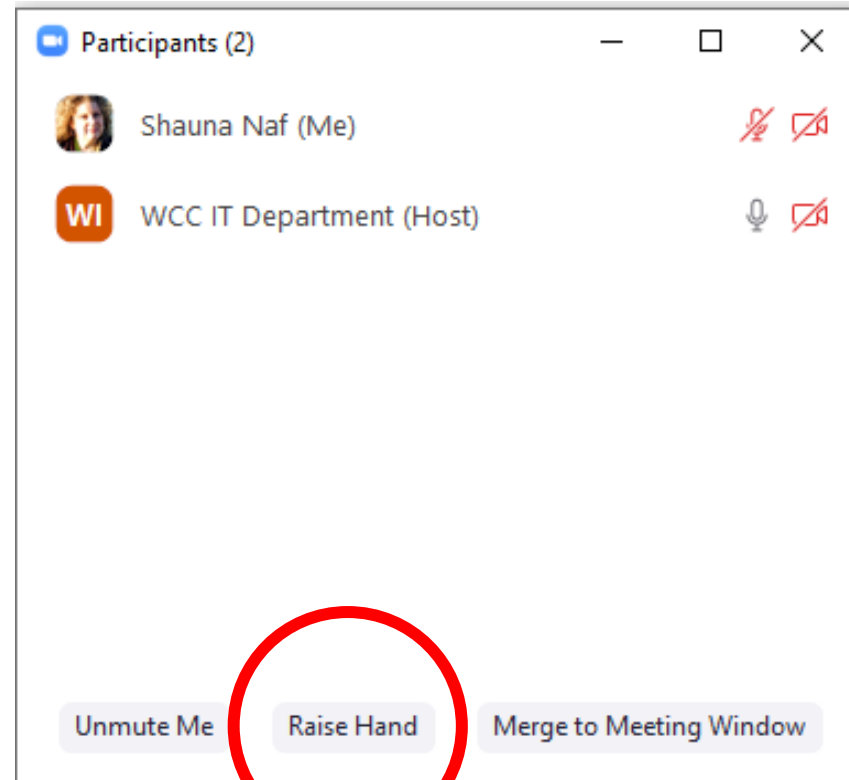 Participants (2)
Shauna Naf (Me)
WI WCC IT Department (Host)
Unmute Me Raise Hand Merge to Meeting Window